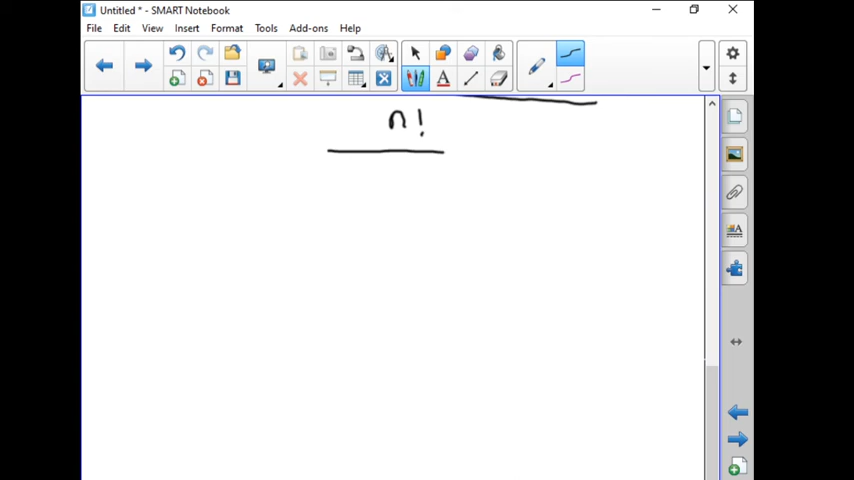 Untitled * - SMART Notebook
File Edit View Insert Format Tools Add-ons Help
n!